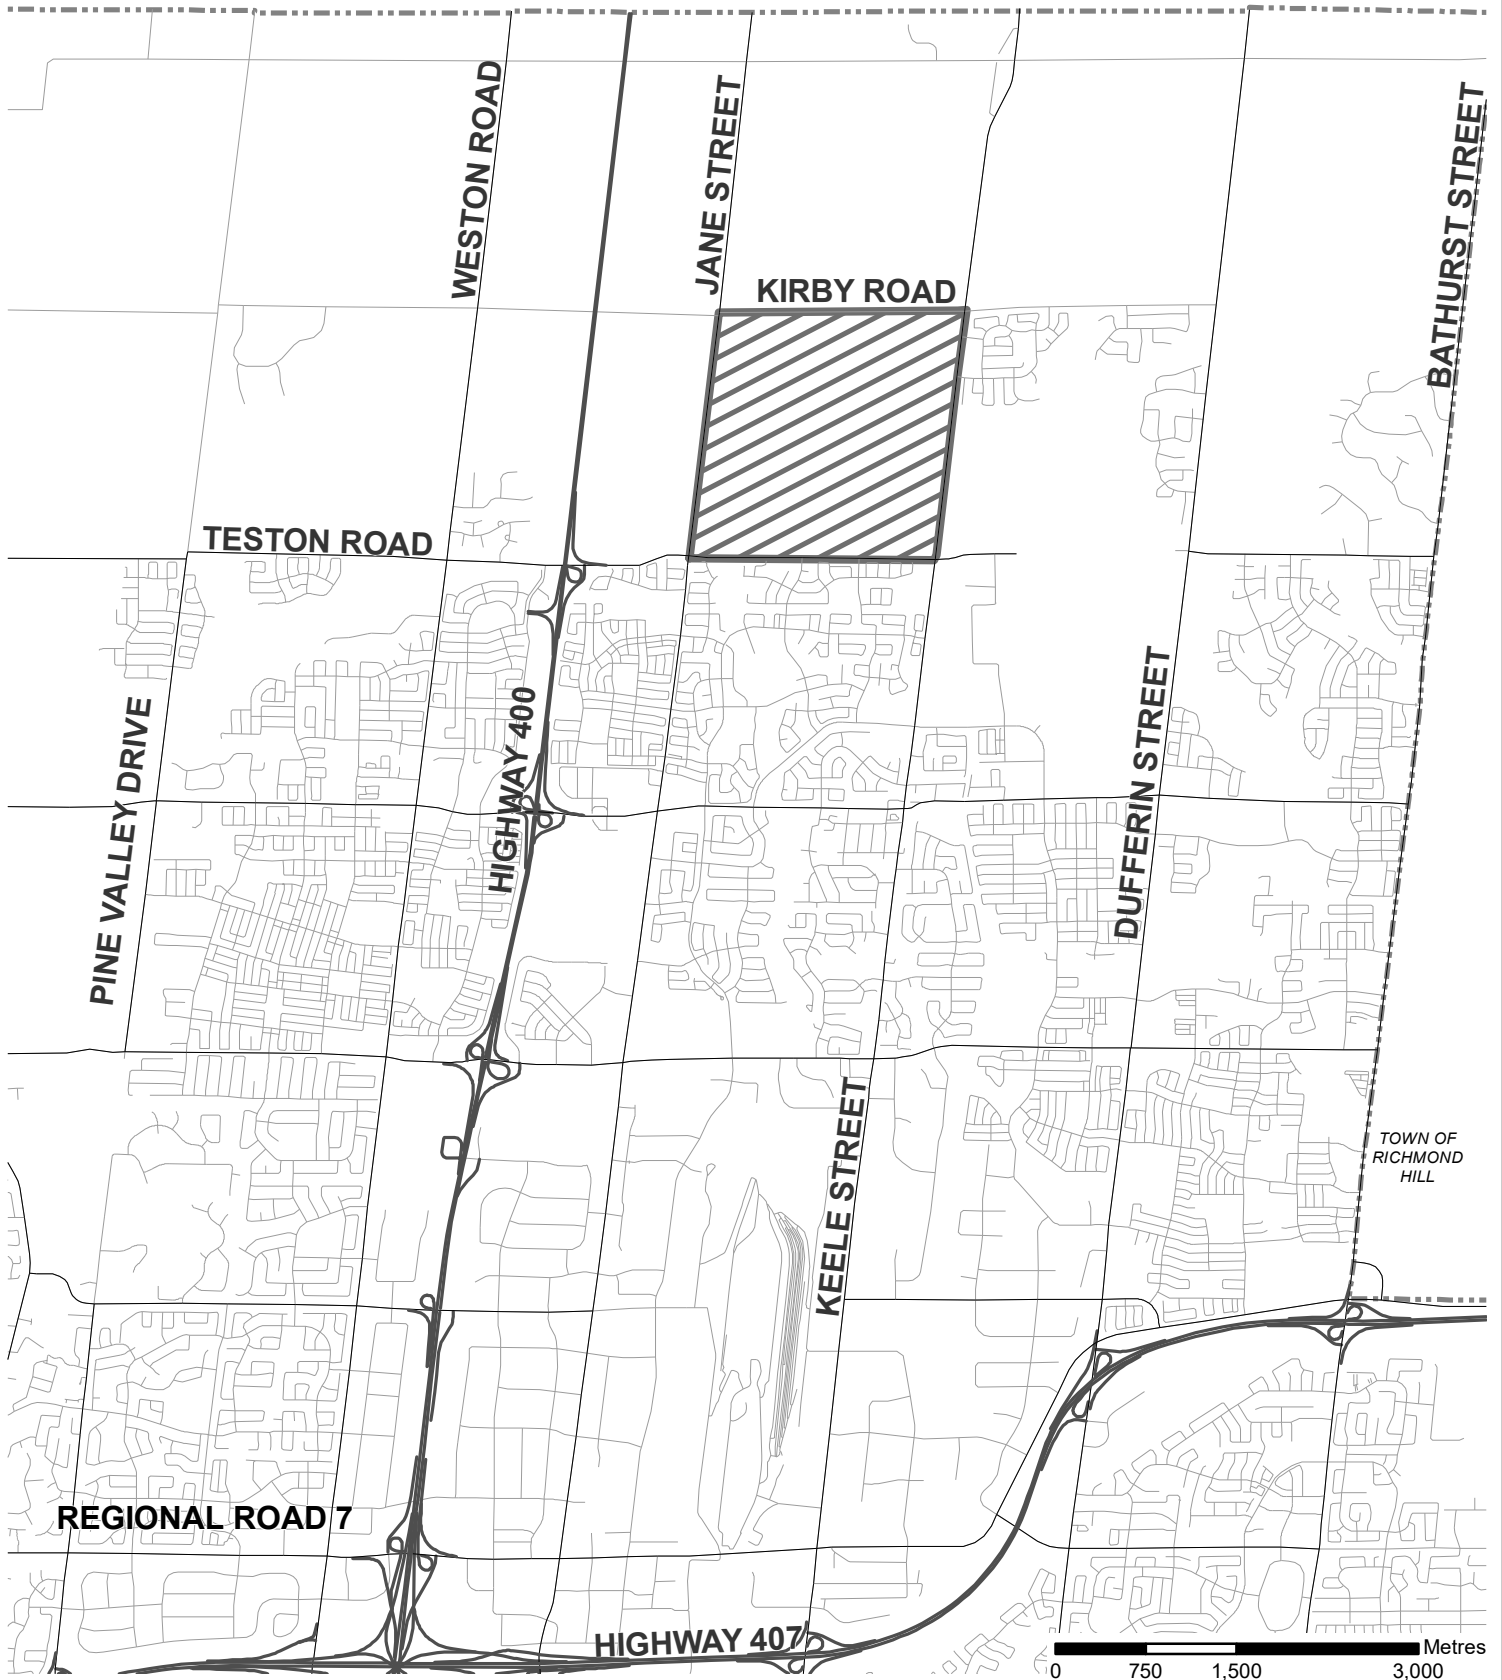 WESTON ROAD
JANE STREET
BATHURST STREET
KIRBY ROAD
TESTON ROAD
PINE VALLEY DRIVE
HIGHWAY 400
DUFFERIN STREET
KEELE STREET
TOWN OF
RICHMOND
HILL
REGIONAL ROAD 7
HIGHWAY 407
Metres
0 750 1,500 3,000